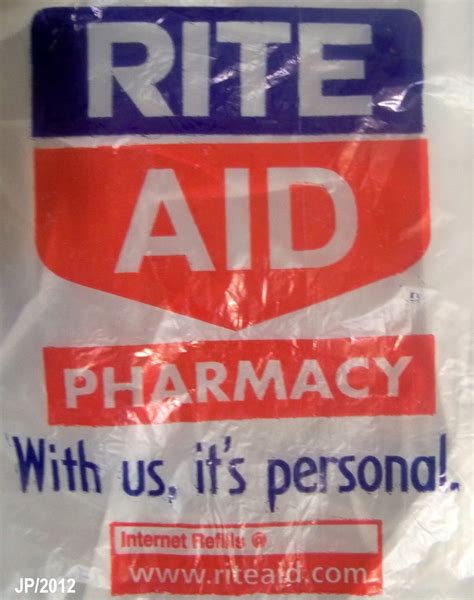 RITE
AID
PHARMACY
With us, it's personal.
Internet Refills @
www.riteaid.com
JP/2012